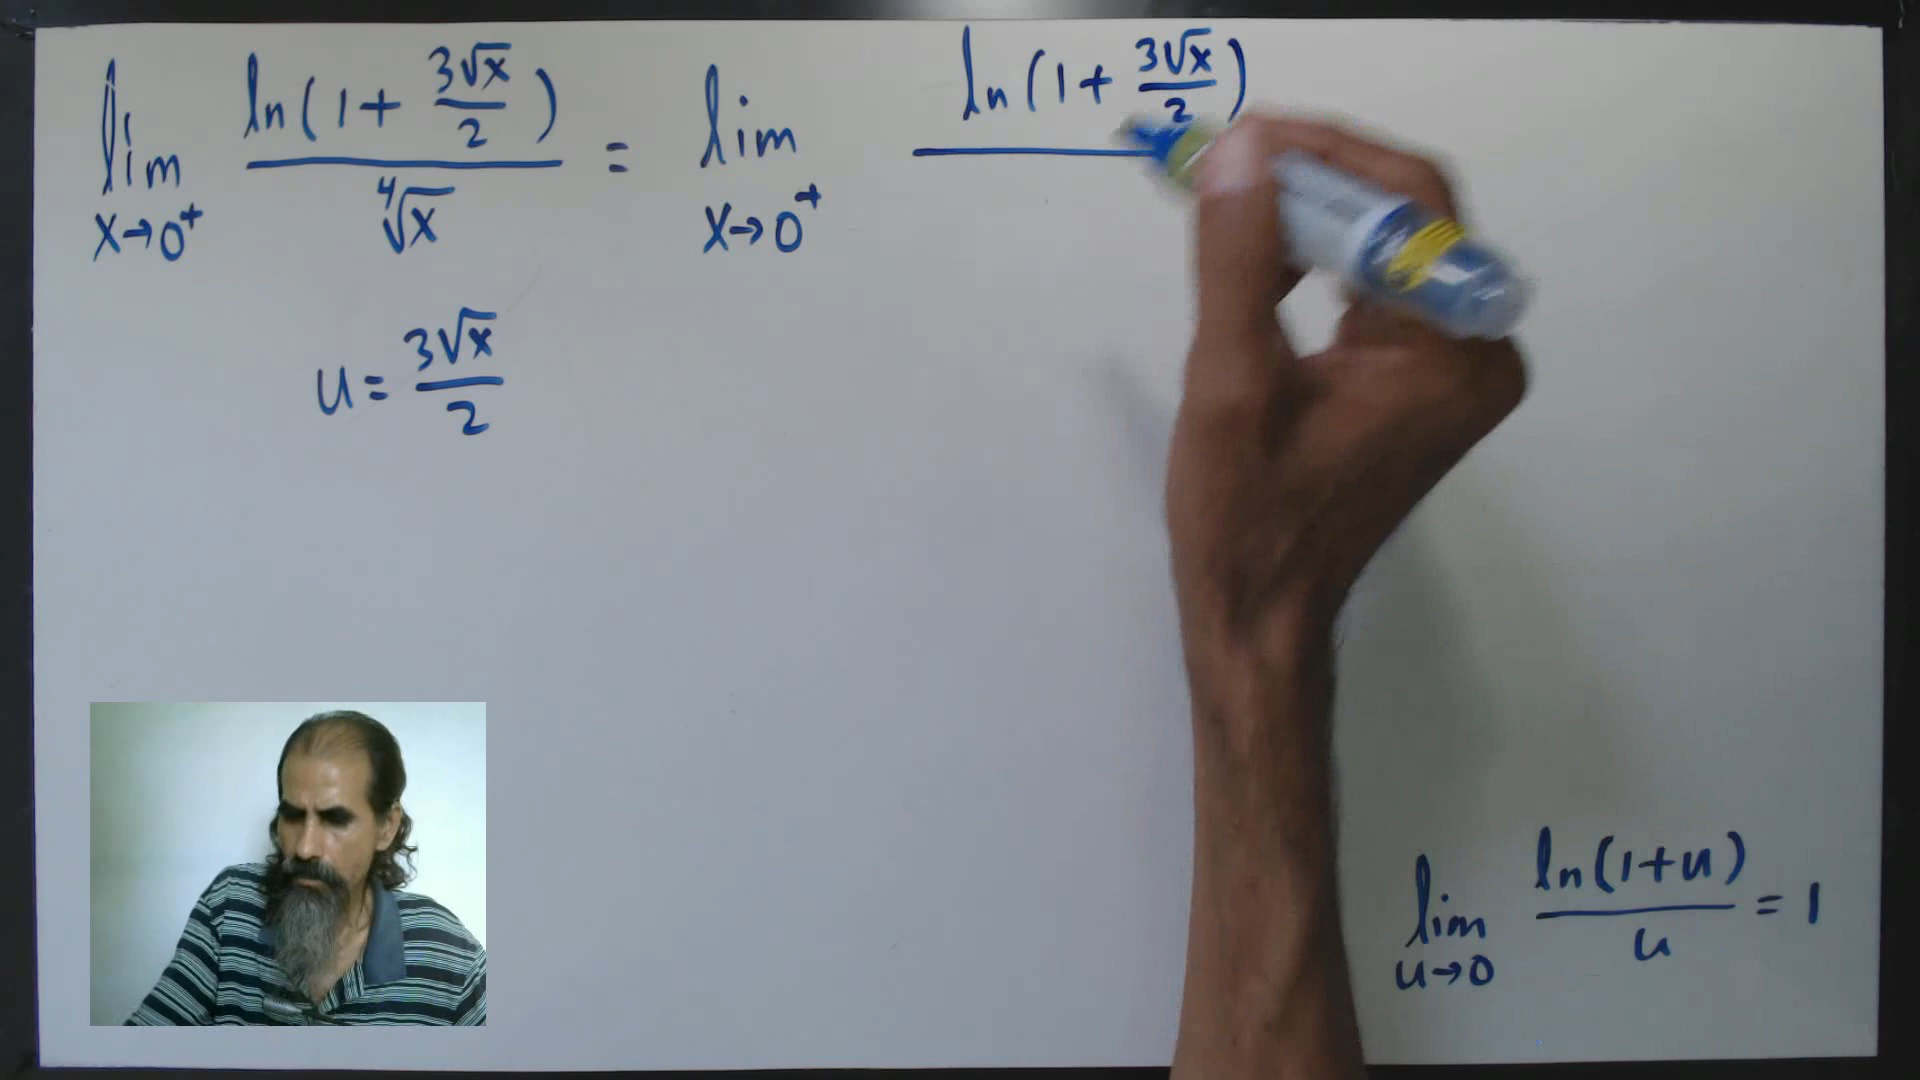 lim x→0⁺ ln(1 + 3√x/2) / ⁴√x = lim x→0⁺ ln(1 + 3√x/2)
u = 3√x/2
lim u→0 ln(1+u)/u = 1